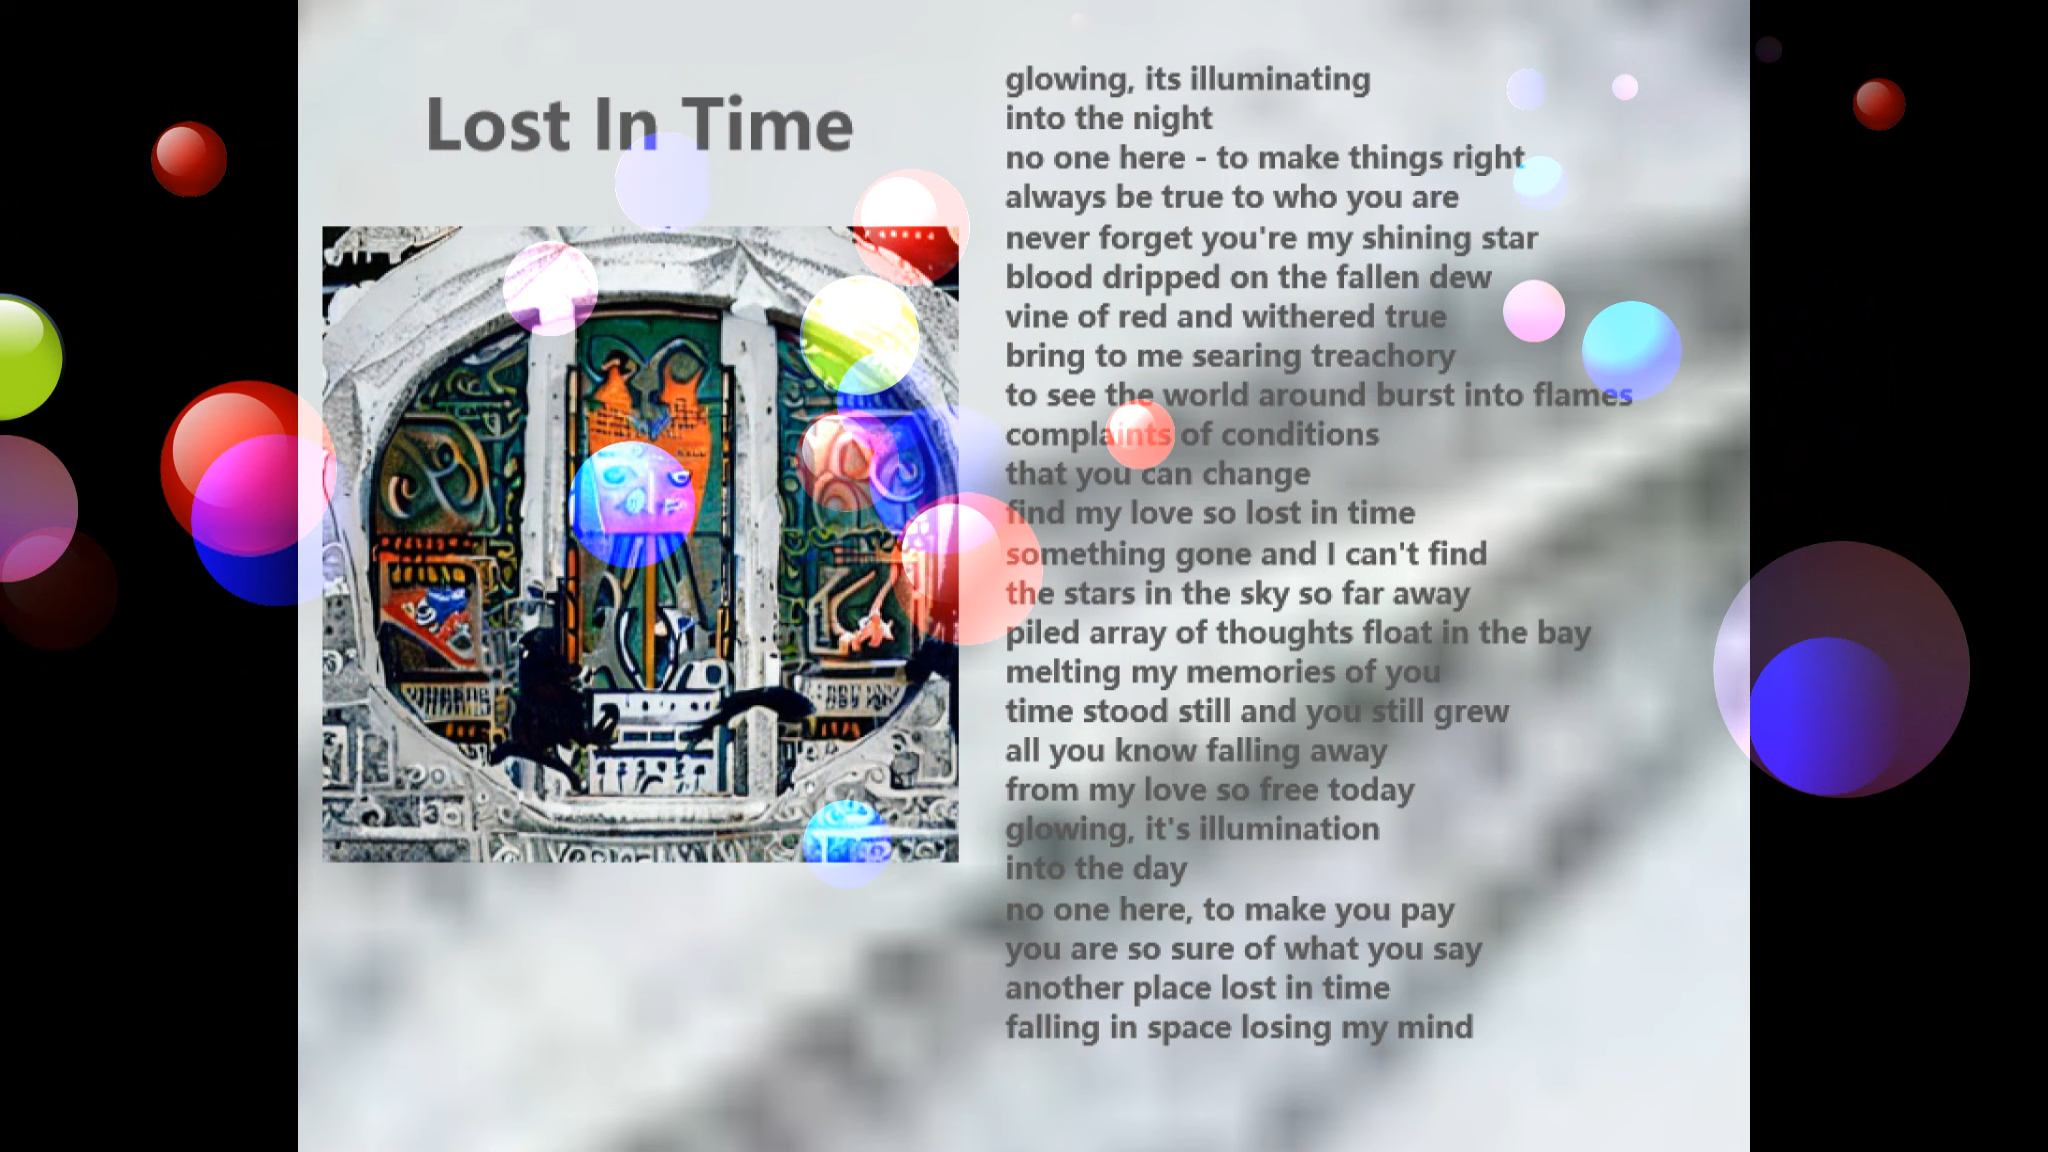 Lost In Time
glowing, its illuminating
into the night
no one here - to make things right
always be true to who you are
never forget you're my shining star
blood dripped on the fallen dew
vine of red and withered true
bring to me searing treachory
to see the world around burst into flames
complaints of conditions
that you can change
find my love so lost in time
something gone and I can't find
the stars in the sky so far away
piled array of thoughts float in the bay
melting my memories of you
time stood still and you still grew
all you know falling away
from my love so free today
glowing, it's illumination
into the day
no one here, to make you pay
you are so sure of what you say
another place lost in time
falling in space losing my mind